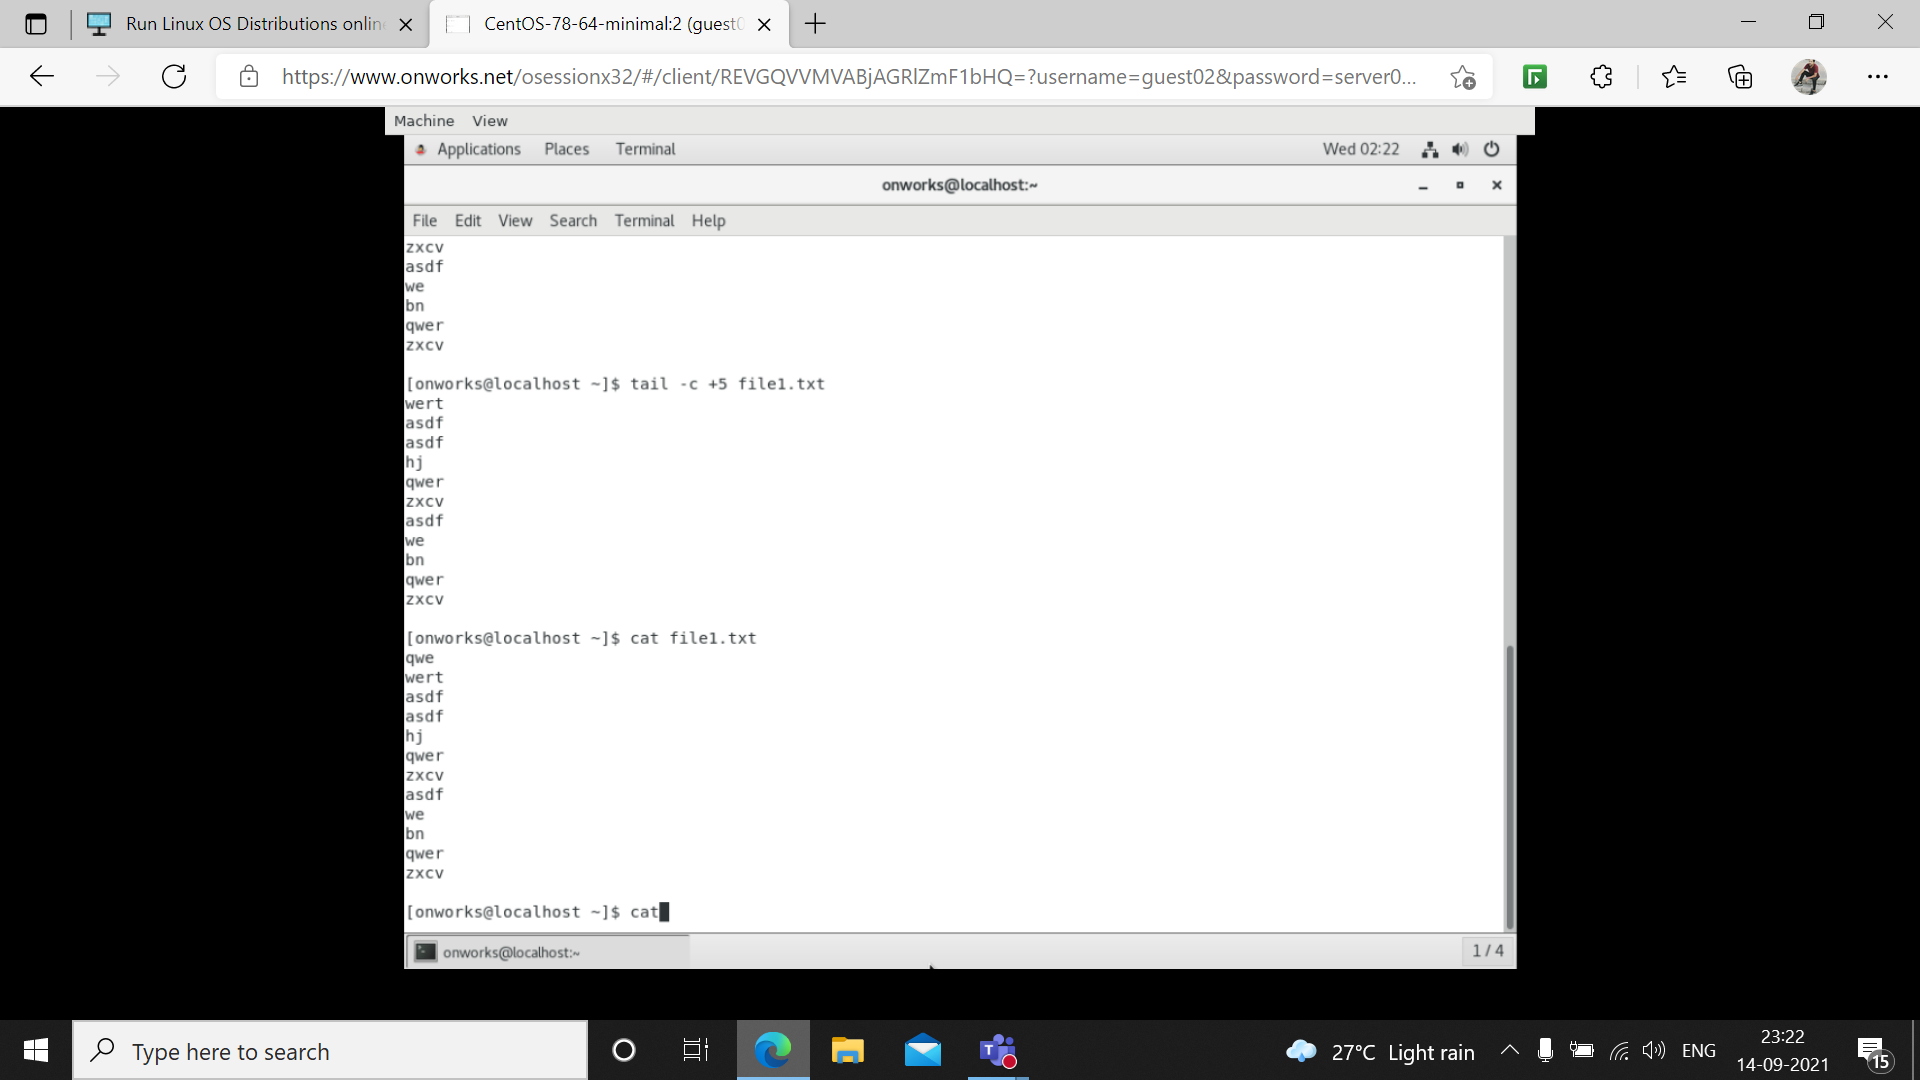 Run Linux OS Distributions onlin
CentOS-78-64-minimal:2 (guest0
https://www.onworks.net/osessionx32/#/client/REVGQVVMVABjAGRlZmF1bHQ=?username=guest02&password=server0...
Machine View
Applications Places Terminal Wed 02:22
onworks@localhost:~
File Edit View Search Terminal Help
zxcv
asdf
we
bn
qwer
zxcv
[onworks@localhost ~]$ tail -c +5 file1.txt
wert
asdf
asdf
hj
qwer
zxcv
asdf
we
bn
qwer
zxcv
[onworks@localhost ~]$ cat file1.txt
qwe
wert
asdf
asdf
hj
qwer
zxcv
asdf
we
bn
qwer
zxcv
[onworks@localhost ~]$ cat
onworks@localhost:~ 1 / 4
Type here to search
27°C Light rain
ENG
23:22
14-09-2021
15